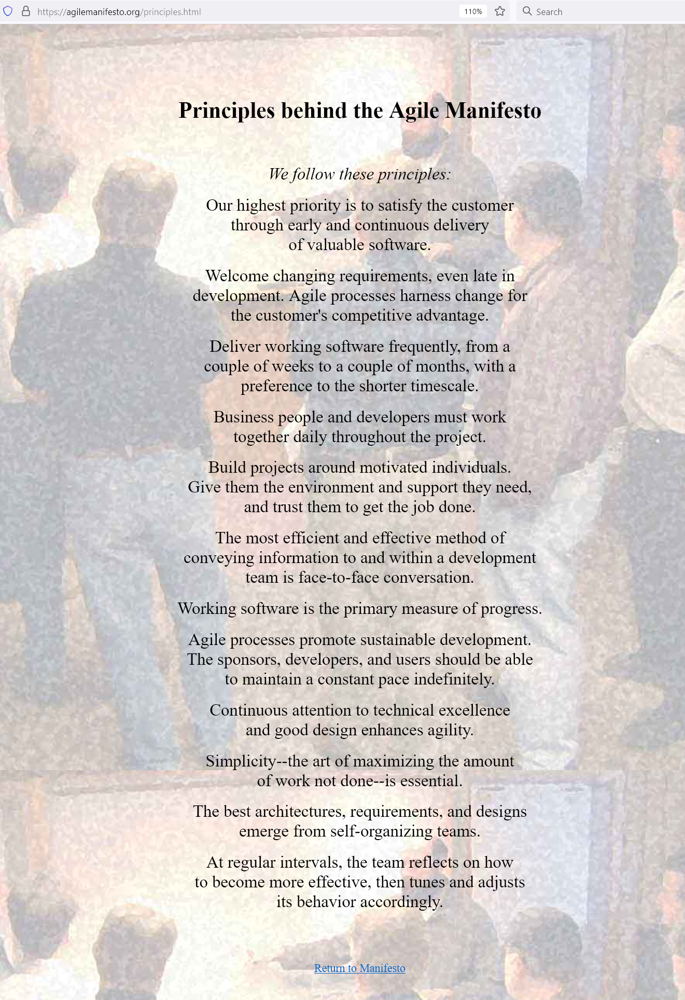 https://agilemanifesto.org/principles.html
110%
Search
Principles behind the Agile Manifesto
We follow these principles:
Our highest priority is to satisfy the customer
through early and continuous delivery
of valuable software.
Welcome changing requirements, even late in
development. Agile processes harness change for
the customer's competitive advantage.
Deliver working software frequently, from a
couple of weeks to a couple of months, with a
preference to the shorter timescale.
Business people and developers must work
together daily throughout the project.
Build projects around motivated individuals.
Give them the environment and support they need,
and trust them to get the job done.
The most efficient and effective method of
conveying information to and within a development
team is face-to-face conversation.
Working software is the primary measure of progress.
Agile processes promote sustainable development.
The sponsors, developers, and users should be able
to maintain a constant pace indefinitely.
Continuous attention to technical excellence
and good design enhances agility.
Simplicity--the art of maximizing the amount
of work not done--is essential.
The best architectures, requirements, and designs
emerge from self-organizing teams.
At regular intervals, the team reflects on how
to become more effective, then tunes and adjusts
its behavior accordingly.
Return to Manifesto